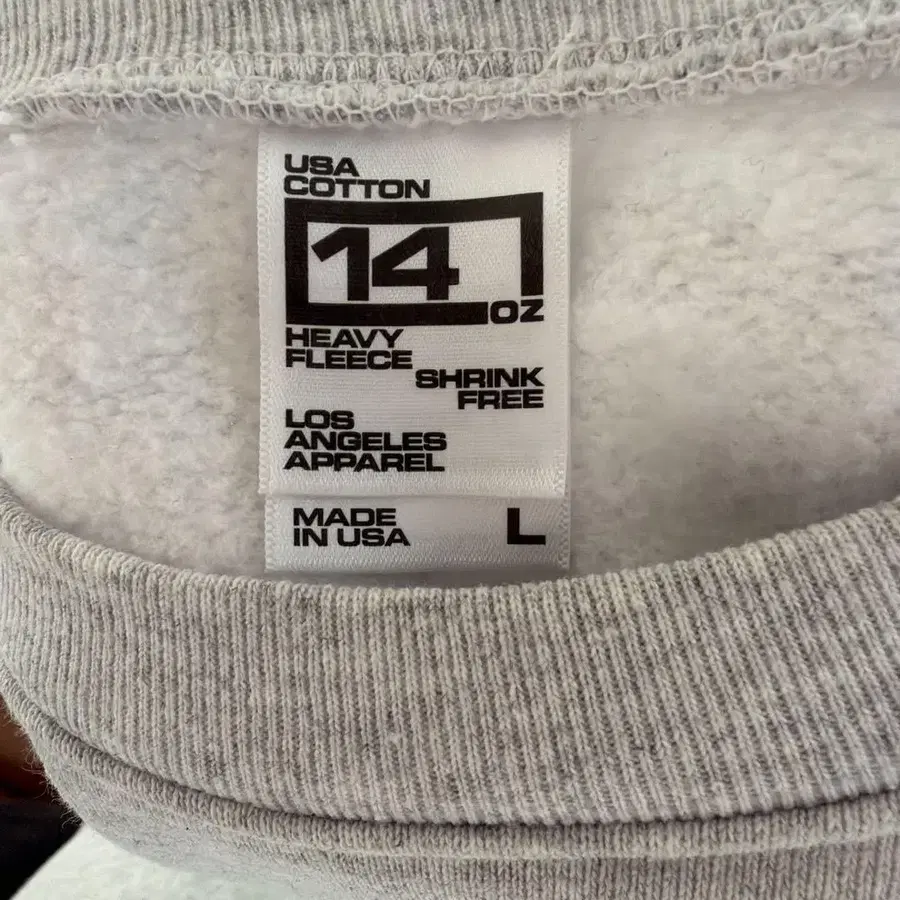 USA
COTTON
14
OZ
HEAVY
FLEECE
SHRINK
FREE
LOS
ANGELES
APPAREL
MADE
IN USA
L